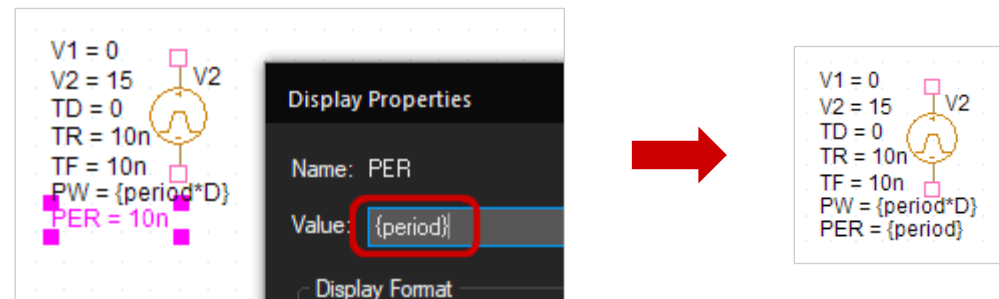 V1 = 0
V2 = 15
TD = 0
TR = 10n
TF = 10n
PW = {period*D}
PER = 10n
V2
Display Properties
Name: PER
Value: {period}
Display Format
V1 = 0
V2 = 15
TD = 0
TR = 10n
TF = 10n
PW = {period*D}
PER = {period}
V2